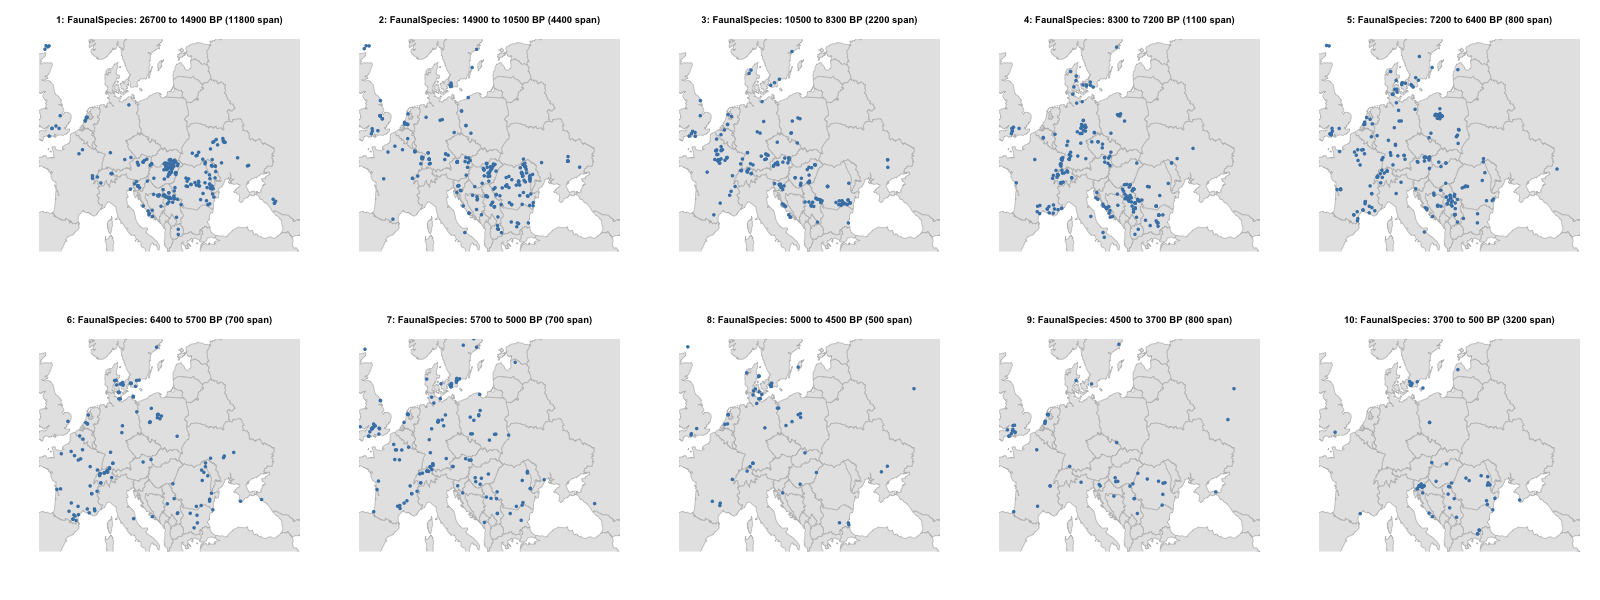 1: FaunalSpecies: 26700 to 14900 BP (11800 span)
2: FaunalSpecies: 14900 to 10500 BP (4400 span)
3: FaunalSpecies: 10500 to 8300 BP (2200 span)
4: FaunalSpecies: 8300 to 7200 BP (1100 span)
5: FaunalSpecies: 7200 to 6400 BP (800 span)
6: FaunalSpecies: 6400 to 5700 BP (700 span)
7: FaunalSpecies: 5700 to 5000 BP (700 span)
8: FaunalSpecies: 5000 to 4500 BP (500 span)
9: FaunalSpecies: 4500 to 3700 BP (800 span)
10: FaunalSpecies: 3700 to 500 BP (3200 span)